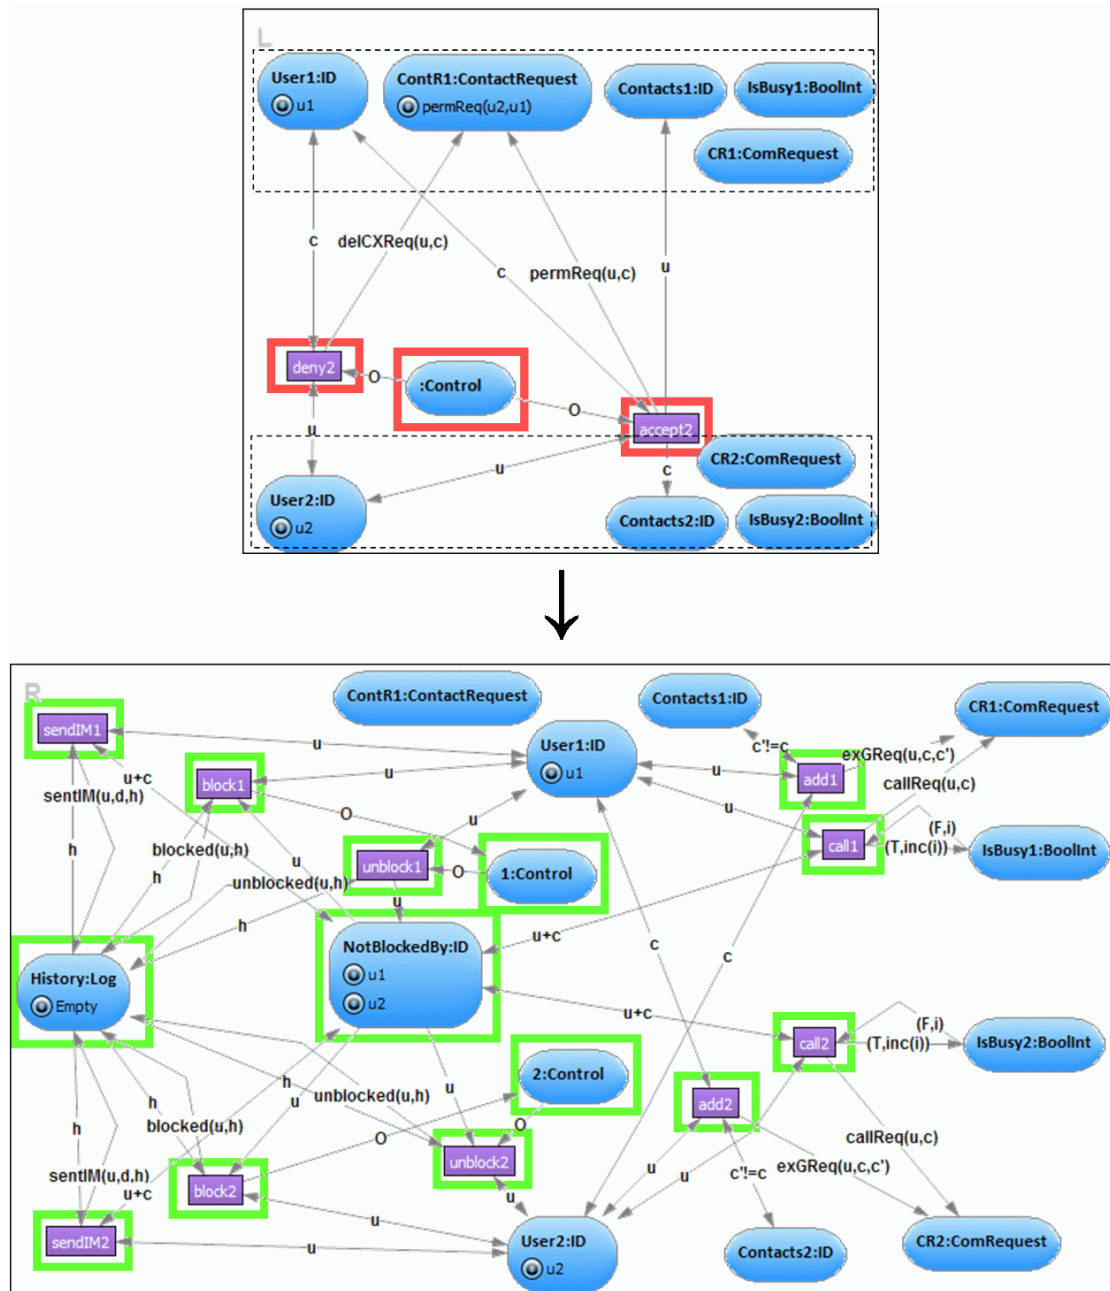 L
User1:ID
u1
ContR1:ContactRequest
permReq(u2,u1)
Contacts1:ID
IsBusy1:BoolInt
CR1:ComRequest
c
delCXReq(u,c)
c
permReq(u,c)
u
deny2
O
:Control
O
accept2
u
u
c
CR2:ComRequest
User2:ID
u2
Contacts2:ID
IsBusy2:BoolInt
R
ContR1:ContactRequest
Contacts1:ID
CR1:ComRequest
sendIM1
u
User1:ID
u1
c'!=c
exGReq(u,c,c')
u+c
block1
u
u
add1
callReq(u,c)
sentIM(u,d,h)
O
u
u
(F,i)
h
blocked(u,h)
u
unblock1
O
1:Control
call1
(T,inc(i))
IsBusy1:BoolInt
h
unblocked(u,h)
u
h
u+c
c
c
History:Log
Empty
NotBlockedBy:ID
u1
u2
u+c
call2
(F,i)
(T,inc(i))
IsBusy2:BoolInt
h
unblocked(u,h)
u
2:Control
add2
h
blocked(u,h)
u
O
O
callReq(u,c)
h
sentIM(u,d,h)
u+c
block2
unblock2
u
u
u
c'!=c
exGReq(u,c,c'
u
sendIM2
u
User2:ID
u2
Contacts2:ID
CR2:ComRequest